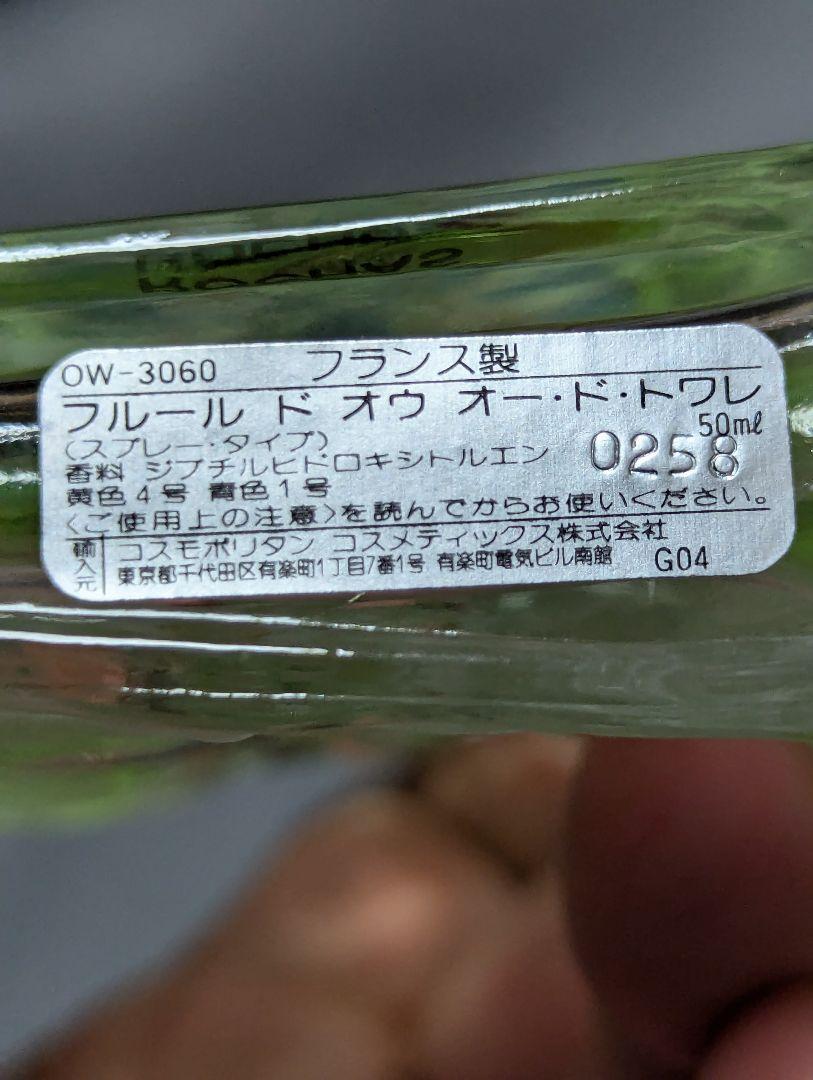 OW-3060 フランス製
フルール ド オウ オー・ド・トワレ
(スプレー・タイプ) 50ml
香料 ジブチルヒドロキシトルエン 0258
黄色4号 青色1号
<ご使用上の注意>を読んでからお使いください。
輸入元 コスモポリタン コスメティックス株式会社
東京都千代田区有楽町1丁目7番1号 有楽町電気ビル南館 G04